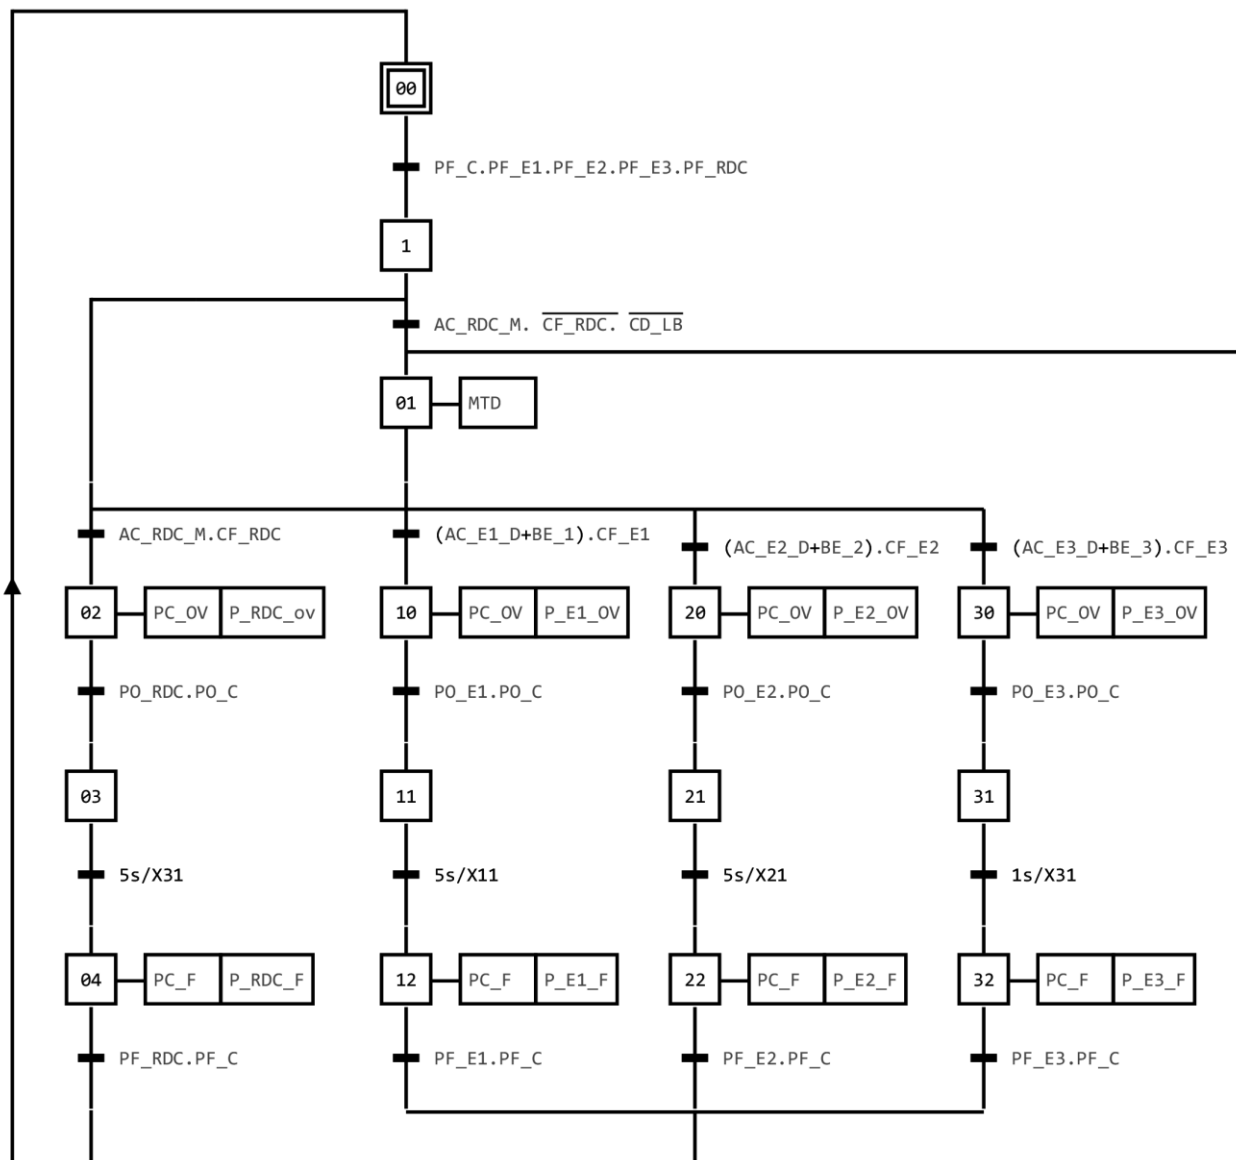 00
PF_C.PF_E1.PF_E2.PF_E3.PF_RDC
1
AC_RDC_M. CF_RDC. CD_LB
01 MTD
AC_RDC_M.CF_RDC (AC_E1_D+BE_1).CF_E1 (AC_E2_D+BE_2).CF_E2 (AC_E3_D+BE_3).CF_E3
02 PC_OV P_RDC_ov 10 PC_OV P_E1_OV 20 PC_OV P_E2_OV 30 PC_OV P_E3_OV
PO_RDC.PO_C PO_E1.PO_C PO_E2.PO_C PO_E3.PO_C
03 11 21 31
5s/X31 5s/X11 5s/X21 1s/X31
04 PC_F P_RDC_F 12 PC_F P_E1_F 22 PC_F P_E2_F 32 PC_F P_E3_F
PF_RDC.PF_C PF_E1.PF_C PF_E2.PF_C PF_E3.PF_C